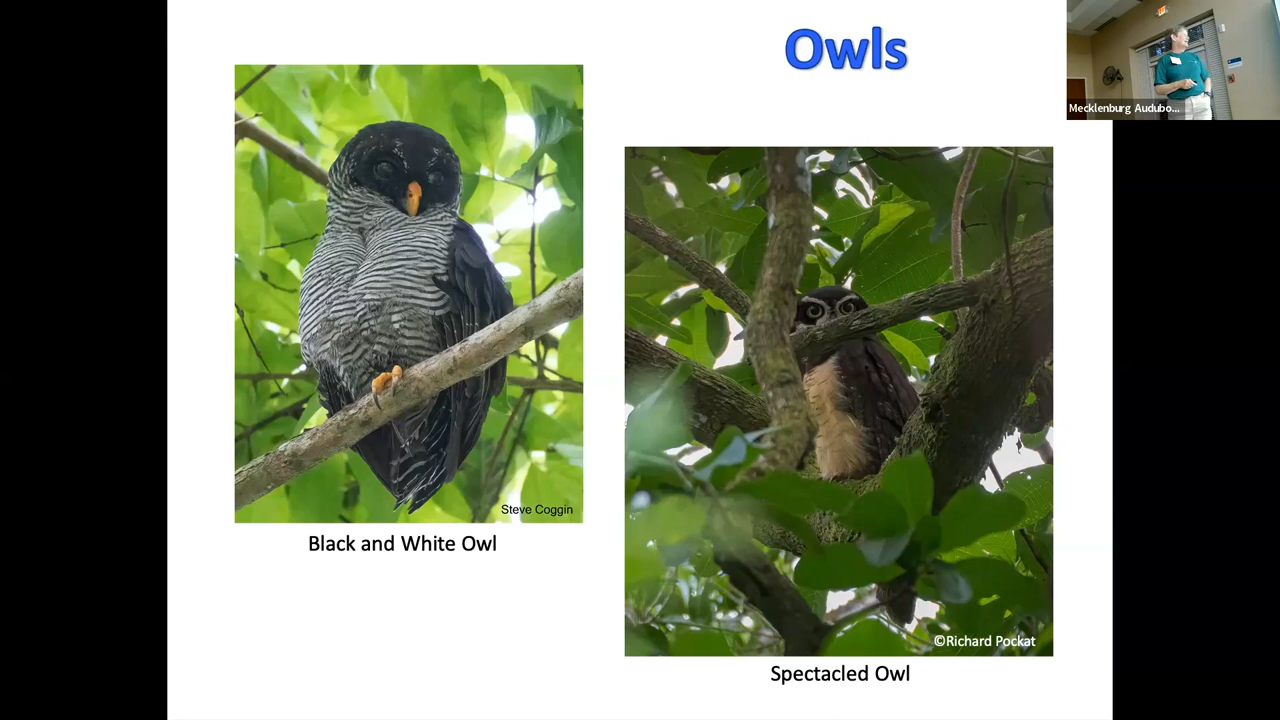 Owls
Mecklenburg Audubo...
Steve Coggin
Black and White Owl
©Richard Pockat
Spectacled Owl